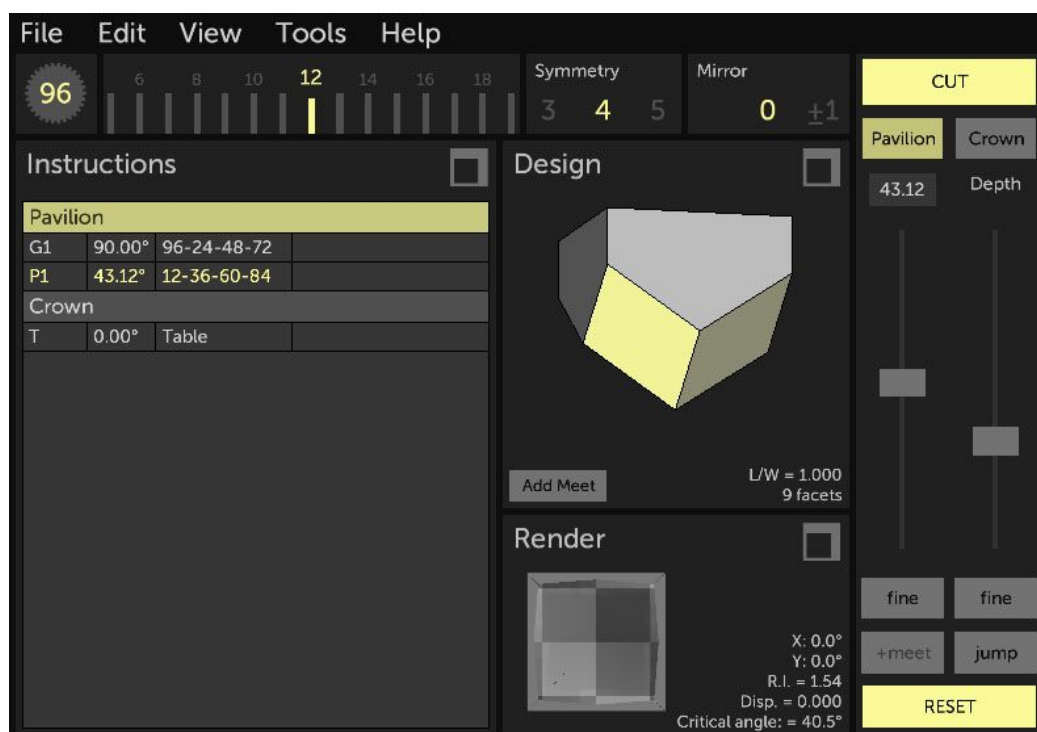 File Edit View Tools Help
96
6 8 10 12 14 16 18
Symmetry
3 4 5
Mirror
0 ±1
CUT
Pavilion Crown
43.12 Depth
Instructions
Pavilion
G1 90.00° 96-24-48-72
P1 43.12° 12-36-60-84
Crown
T 0.00° Table
Design
Add Meet
L/W = 1.000
9 facets
Render
X: 0.0°
Y: 0.0°
R.I. = 1.54
Disp. = 0.000
Critical angle: = 40.5°
fine fine
+meet jump
RESET